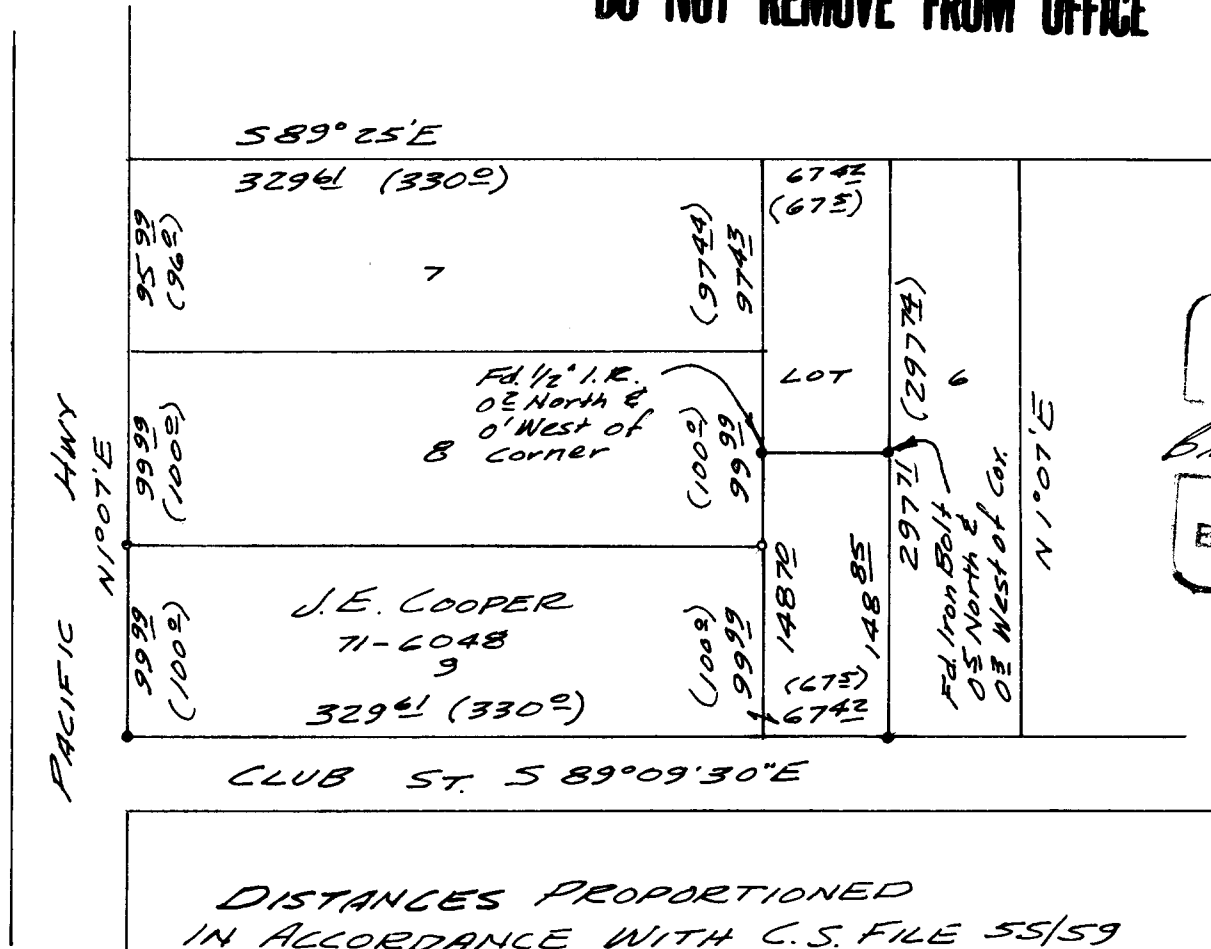 DO NOT REMOVE FROM OFFICE
S 89° 25' E
329 61 (330 0)
67 42
(67 5)
95 99
(96 0)
7
(97 44)
97 43
Fd. 1/2" I.R.
0 2 North &
0' West of
corner
LOT
6
(297 74)
297 71
PACIFIC HWY
N 1° 07' E
99 99
(100 0)
8
(100 0)
99 99
N 1° 07' E
Fd. Iron Bolt
0 5 North &
0 3 West of Cor.
J.E. COOPER
71-6048
9
329 61 (330 0)
99 99
(100 0)
(100 0)
99 99
148 70
148 85
(67 5)
67 42
CLUB ST. S 89° 09' 30" E
DISTANCES PROPORTIONED
IN ACCORDANCE WITH C.S. FILE 55/59